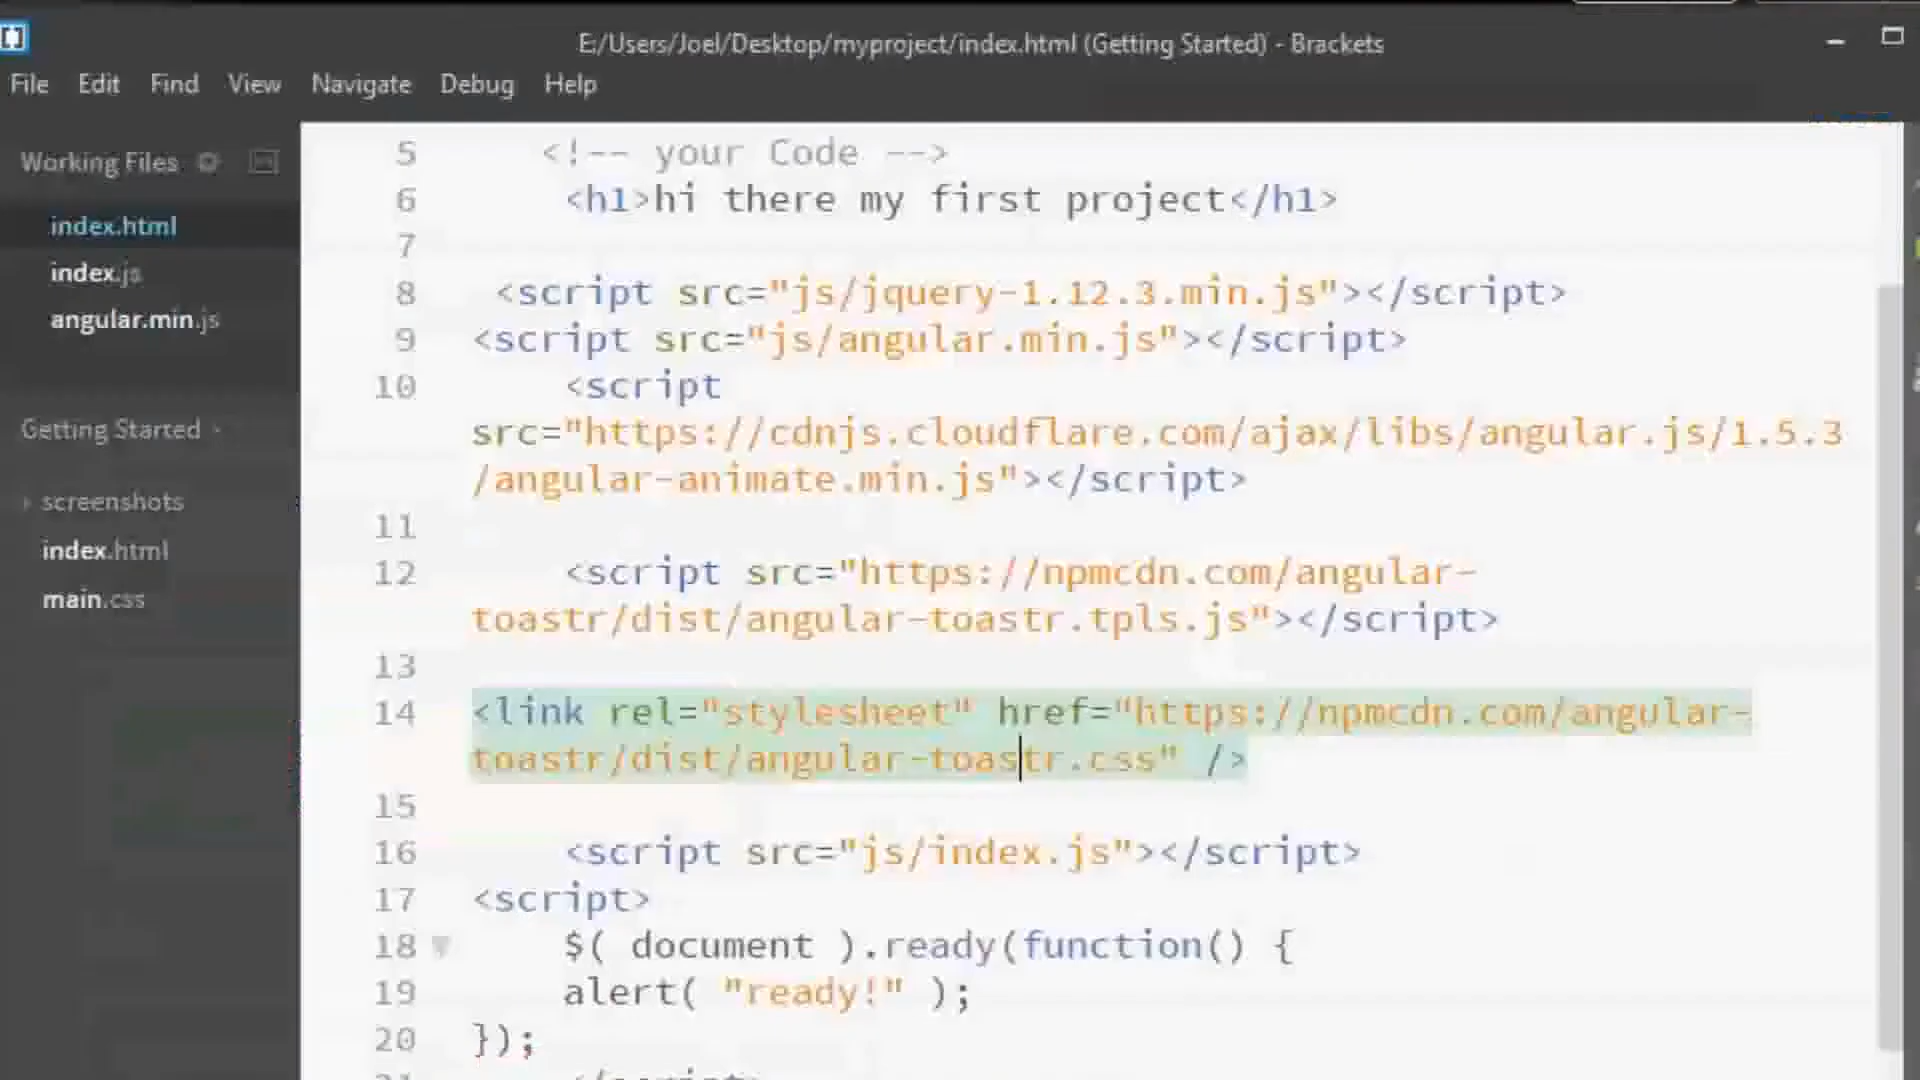 E:/Users/Joel/Desktop/myproject/index.html (Getting Started) - Brackets
File Edit Find View Navigate Debug Help
Working Files
index.html
index.js
angular.min.js
Getting Started
screenshots
index.html
main.css
5 <!-- your Code -->
6 <h1>hi there my first project</h1>
7
8 <script src="js/jquery-1.12.3.min.js"></script>
9 <script src="js/angular.min.js"></script>
10 <script
src="https://cdnjs.cloudflare.com/ajax/libs/angular.js/1.5.3
/angular-animate.min.js"></script>
11
12 <script src="https://npmcdn.com/angular-
toastr/dist/angular-toastr.tpls.js"></script>
13
14 <link rel="stylesheet" href="https://npmcdn.com/angular-
toastr/dist/angular-toastr.css" />
15
16 <script src="js/index.js"></script>
17 <script>
18 $( document ).ready(function() {
19 alert( "ready!" );
20 });